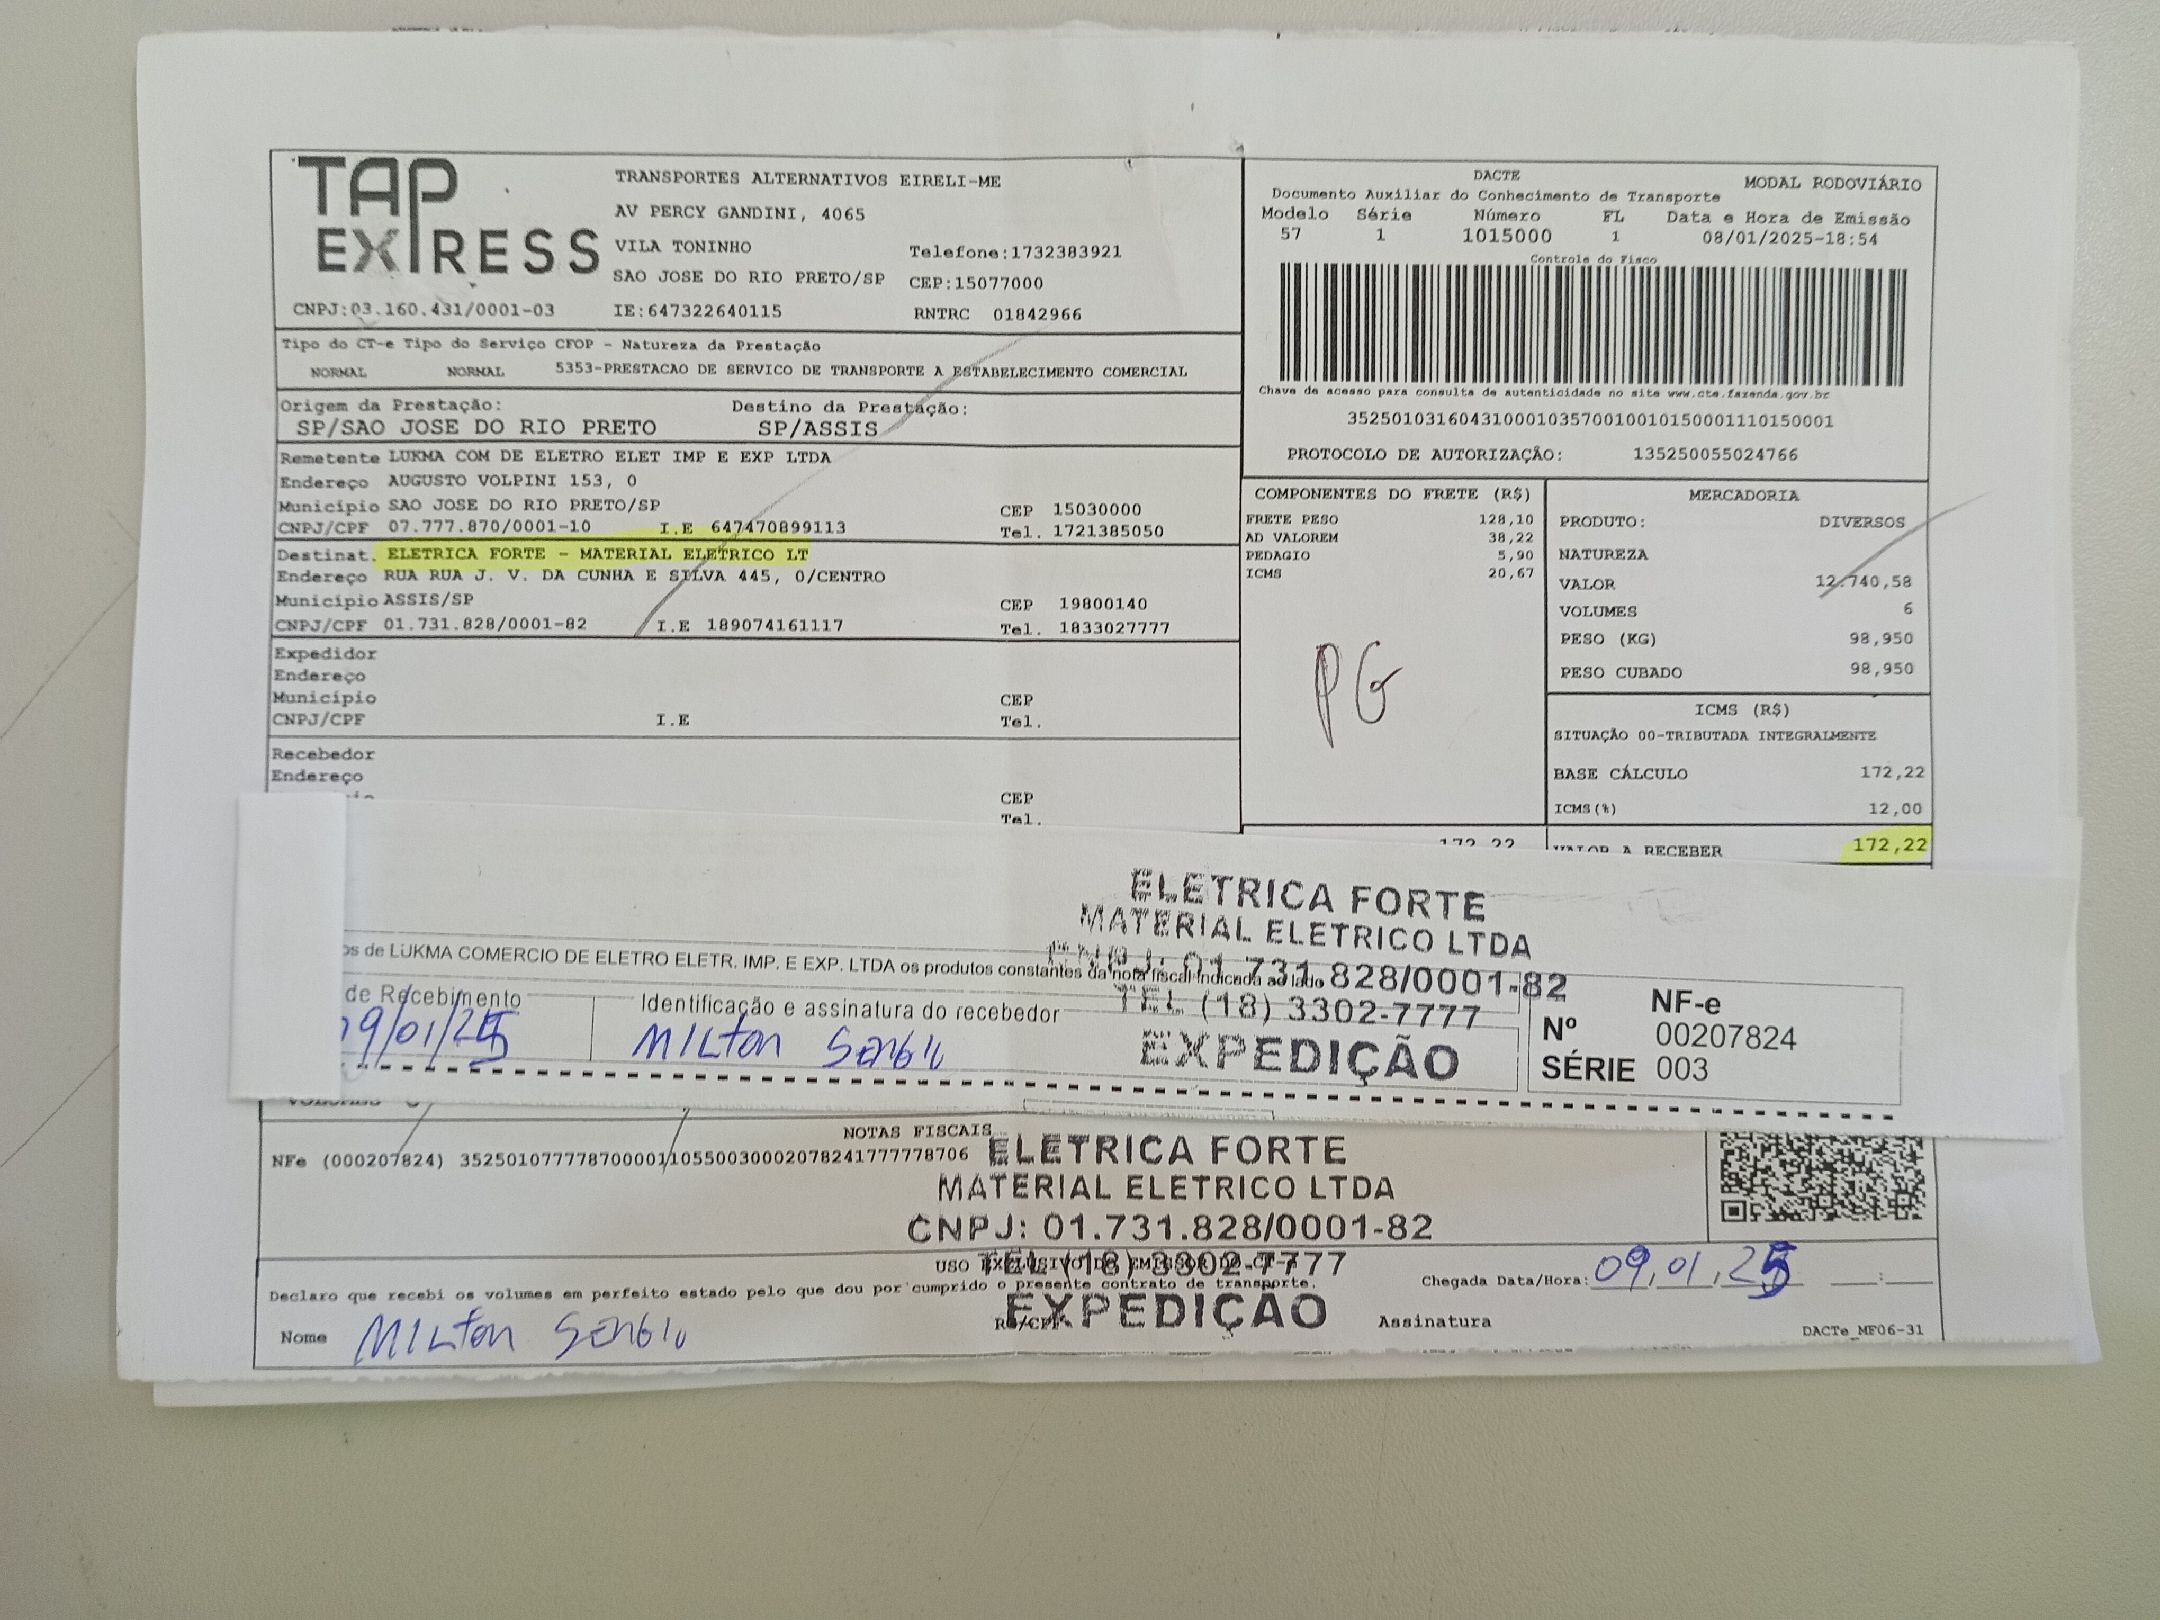 TAP EXPRESS
TRANSPORTES ALTERNATIVOS EIRELI-ME
AV PERCY GANDINI, 4065
VILA TONINHO Telefone:1732383921
SAO JOSE DO RIO PRETO/SP CEP:15077000
CNPJ:03.160.431/0001-03 IE:647322640115 RNTRC 01842966
Tipo do CT-e Tipo do Serviço CFOP - Natureza da Prestação
NORMAL NORMAL 5353-PRESTACAO DE SERVICO DE TRANSPORTE A ESTABELECIMENTO COMERCIAL
Origem da Prestação: Destino da Prestação:
SP/SAO JOSE DO RIO PRETO SP/ASSIS
Remetente LUKMA COM DE ELETRO ELET IMP E EXP LTDA
Endereço AUGUSTO VOLPINI 153, 0
Município SAO JOSE DO RIO PRETO/SP CEP 15030000
CNPJ/CPF 07.777.870/0001-10 I.E 647470899113 Tel. 1721385050
Destinat. ELETRICA FORTE - MATERIAL ELETRICO LT
Endereço RUA RUA J. V. DA CUNHA E SILVA 445, 0/CENTRO
Município ASSIS/SP CEP 19800140
CNPJ/CPF 01.731.828/0001-82 I.E 189074161117 Tel. 1833027777
Expedidor
Endereço
Município CEP
CNPJ/CPF I.E Tel.
Recebedor
Endereço
CEP
Tel.
DACTE
Documento Auxiliar do Conhecimento de Transporte MODAL RODOVIÁRIO
Modelo Série Número FL Data e Hora de Emissão
57 1 1015000 1 08/01/2025-18:54
Controle do Fisco
Chave de acesso para consulta de autenticidade no site www.cte.fazenda.gov.br
35250103160431000103570010010150001110150001
PROTOCOLO DE AUTORIZAÇÃO: 135250055024766
COMPONENTES DO FRETE (R$)
FRETE PESO 128,10
AD VALOREM 38,22
PEDAGIO 5,90
ICMS 20,67
PG
172,22
MERCADORIA
PRODUTO: DIVERSOS
NATUREZA
VALOR 12.740,58
VOLUMES 6
PESO (KG) 98,950
PESO CUBADO 98,950
ICMS (R$)
SITUAÇÃO 00-TRIBUTADA INTEGRALMENTE
BASE CÁLCULO 172,22
ICMS(%) 12,00
VALOR A RECEBER 172,22
ELETRICA FORTE
MATERIAL ELETRICO LTDA
CNPJ: 01.731.828/0001-82
TEL (18) 3302-7777
EXPEDIÇÃO
de LUKMA COMERCIO DE ELETRO ELETR. IMP. E EXP. LTDA os produtos constantes da nota fiscal indicada ao lado
de Recebimento Identificação e assinatura do recebedor
9/01/25 MILton Sergio
NF-e
Nº 00207824
SÉRIE 003
NOTAS FISCAIS
NFe (000207824) 35250107777870000110550030002078241777778706
ELETRICA FORTE
MATERIAL ELETRICO LTDA
CNPJ: 01.731.828/0001-82
TEL (18) 3302-7777
EXPEDIÇÃO
USO EXCLUSIVO DO EMISSOR DO CT-e
Declaro que recebi os volumes em perfeito estado pelo que dou por cumprido o presente contrato de transporte.
Chegada Data/Hora: 09.01.25 :
Nome MILton Sergio RG/CPF Assinatura
DACTe_MF06-31